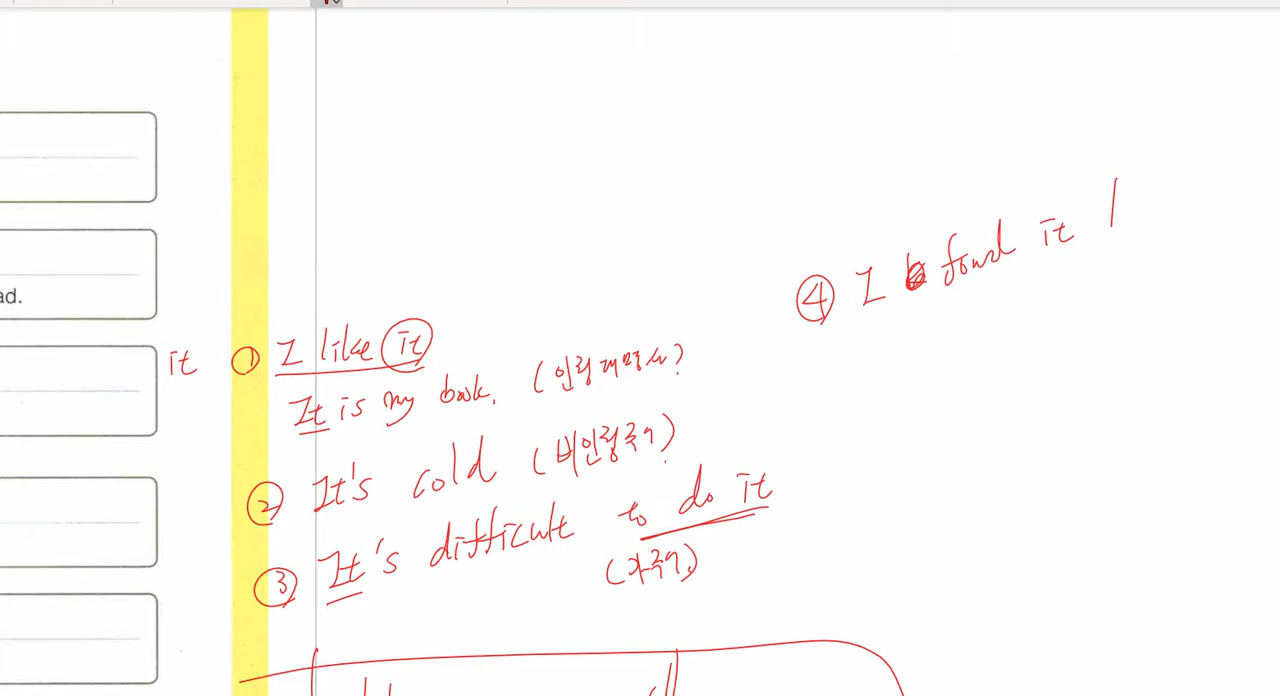 ad.
it ① I like it
It is my book. (인칭대명사)
② It's cold (비인칭주어)
③ It's difficult to do it
(가주어)
④ I found it